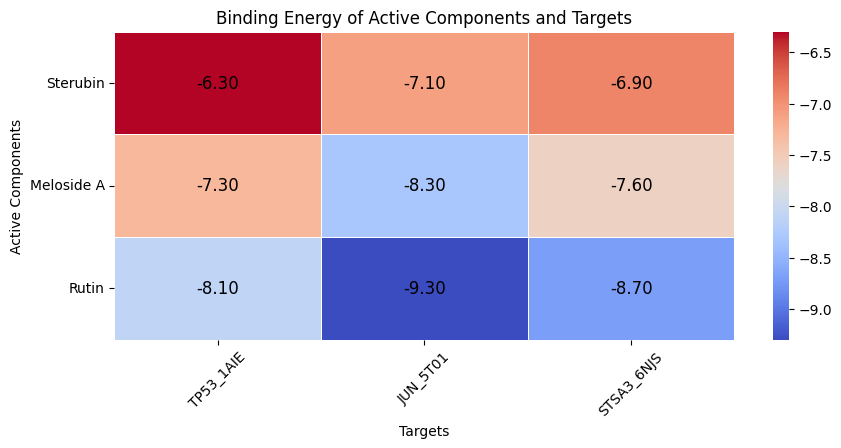 Binding Energy of Active Components and Targets
Active Components
Sterubin
-6.30 -7.10 -6.90
Meloside A
-7.30 -8.30 -7.60
Rutin
-8.10 -9.30 -8.70
TP53_1AIE JUN_5T01 STSA3_6NJS
Targets
−6.5
−7.0
−7.5
−8.0
−8.5
−9.0